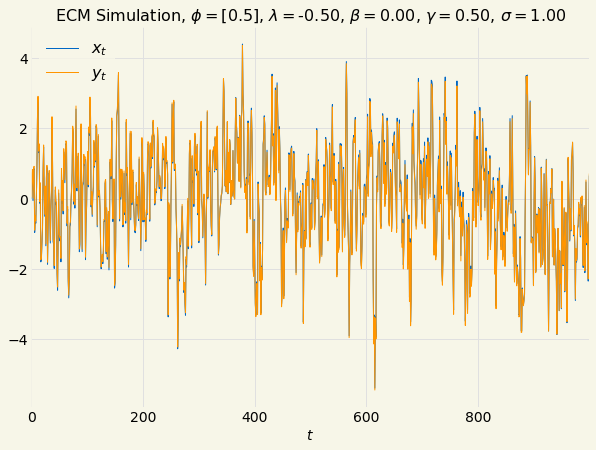 ECM Simulation, ϕ = [0.5], λ = -0.50, β = 0.00, γ = 0.50, σ = 1.00
x_t
y_t
4
2
0
−2
−4
0 200 400 600 800
t